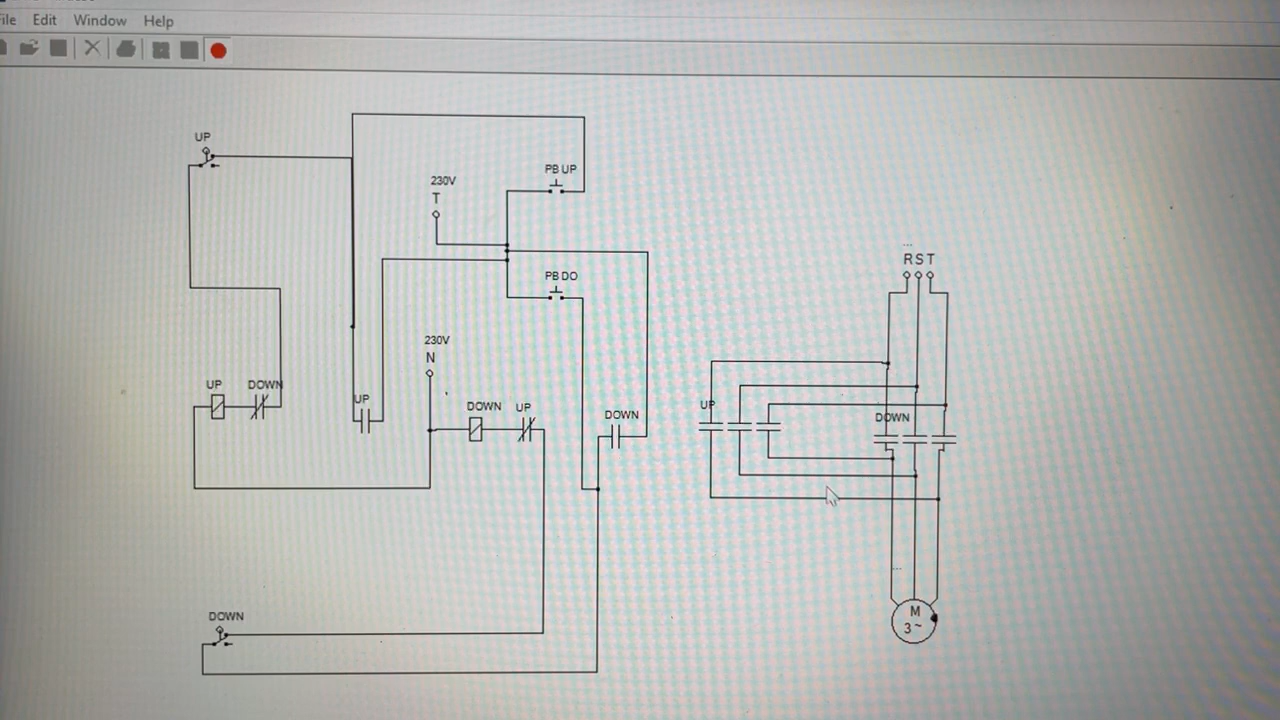 File Edit Window Help
UP
PB UP
230V
T
R S T
PB DO
230V
N
UP DOWN
UP
DOWN UP
DOWN
UP
DOWN
M
3~
DOWN